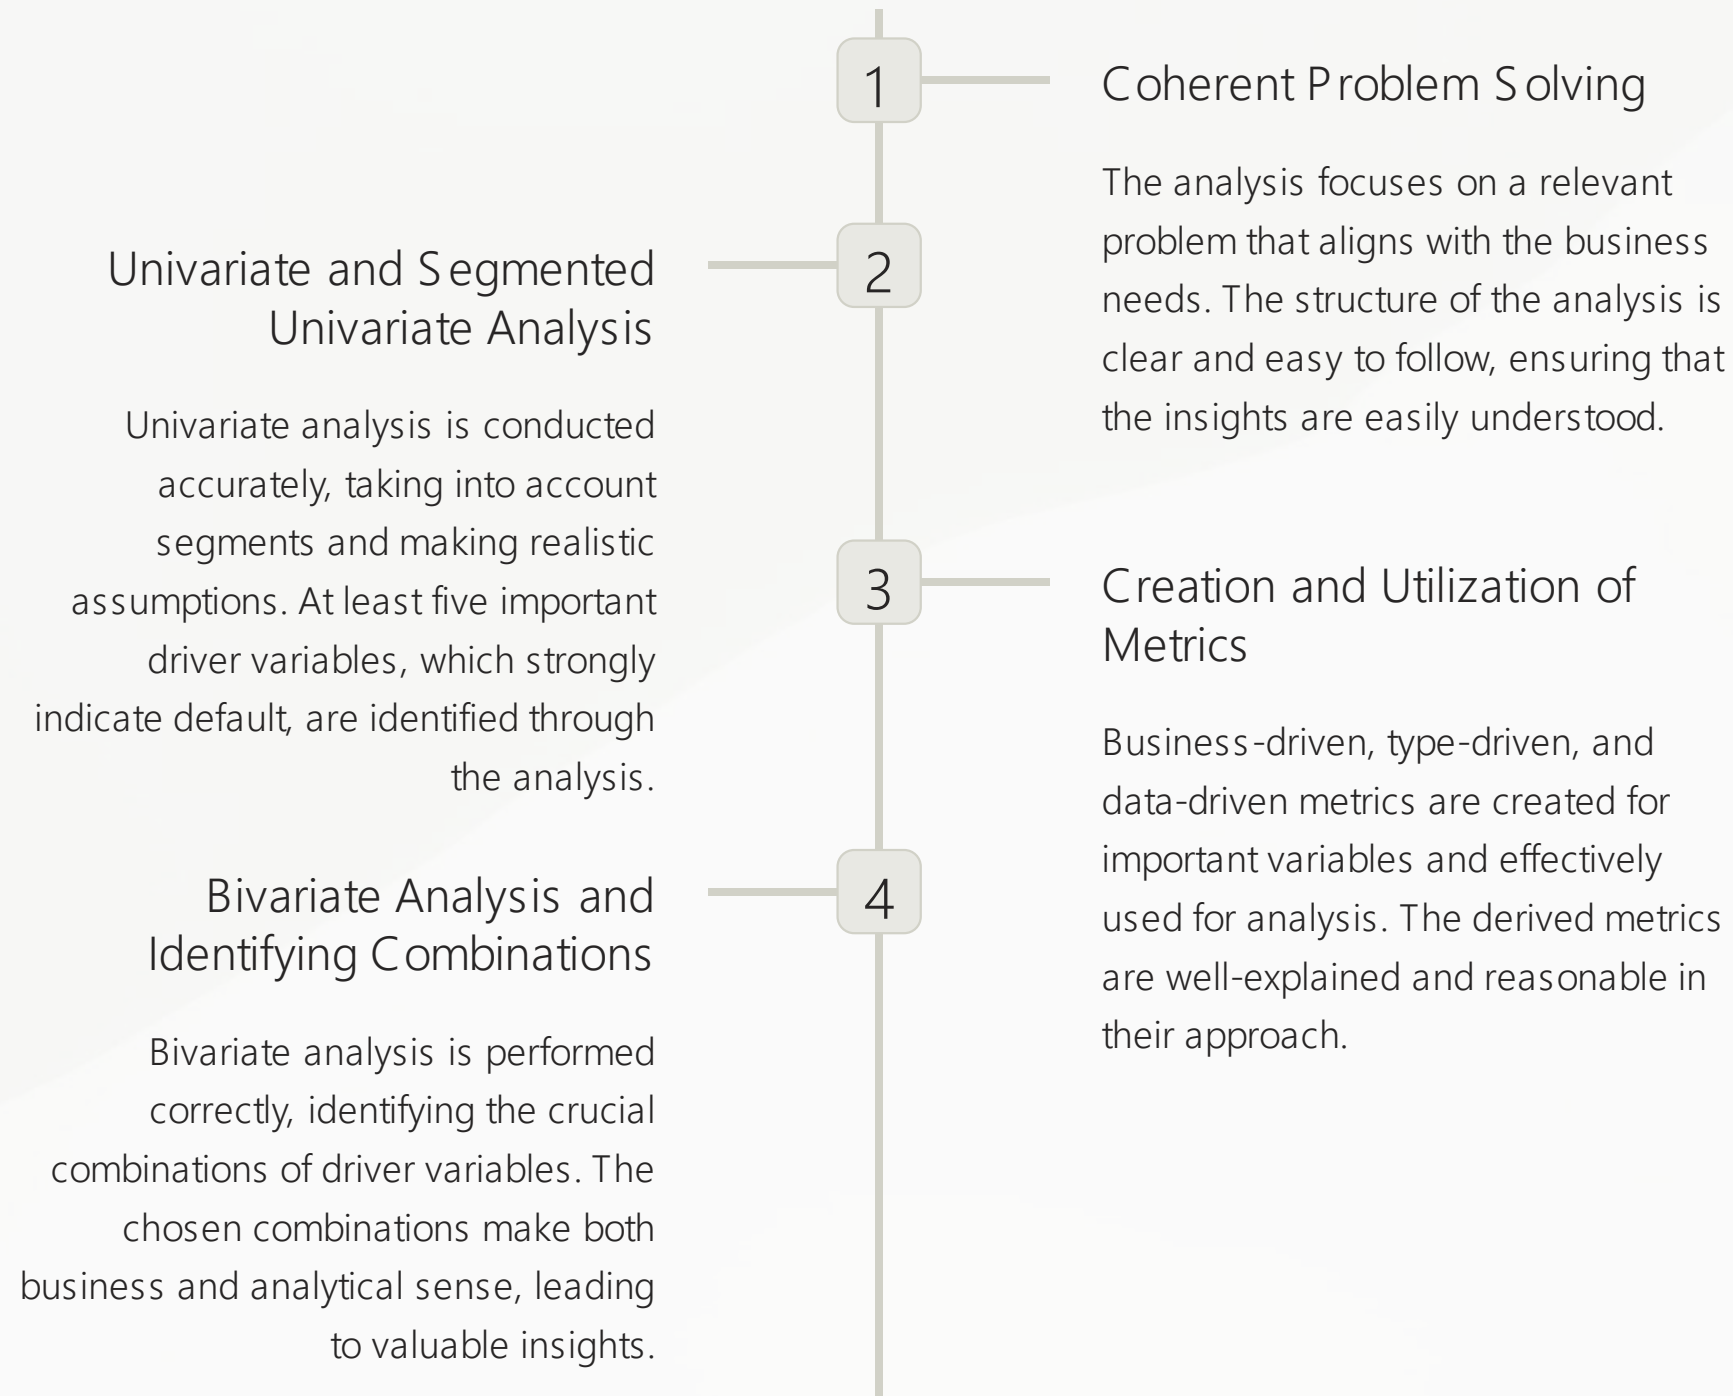 1
Coherent Problem Solving
The analysis focuses on a relevant
problem that aligns with the business
needs. The structure of the analysis is
clear and easy to follow, ensuring that
the insights are easily understood.
2
Univariate and Segmented
Univariate Analysis
Univariate analysis is conducted
accurately, taking into account
segments and making realistic
assumptions. At least five important
driver variables, which strongly
indicate default, are identified through
the analysis.
3
Creation and Utilization of
Metrics
Business-driven, type-driven, and
data-driven metrics are created for
important variables and effectively
used for analysis. The derived metrics
are well-explained and reasonable in
their approach.
4
Bivariate Analysis and
Identifying Combinations
Bivariate analysis is performed
correctly, identifying the crucial
combinations of driver variables. The
chosen combinations make both
business and analytical sense, leading
to valuable insights.